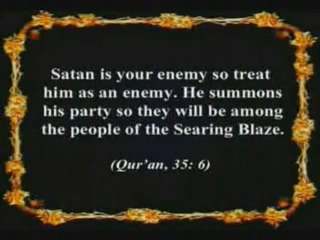 Satan is your enemy so treat
him as an enemy. He summons
his party so they will be among
the people of the Searing Blaze.
(Qur'an, 35: 6)